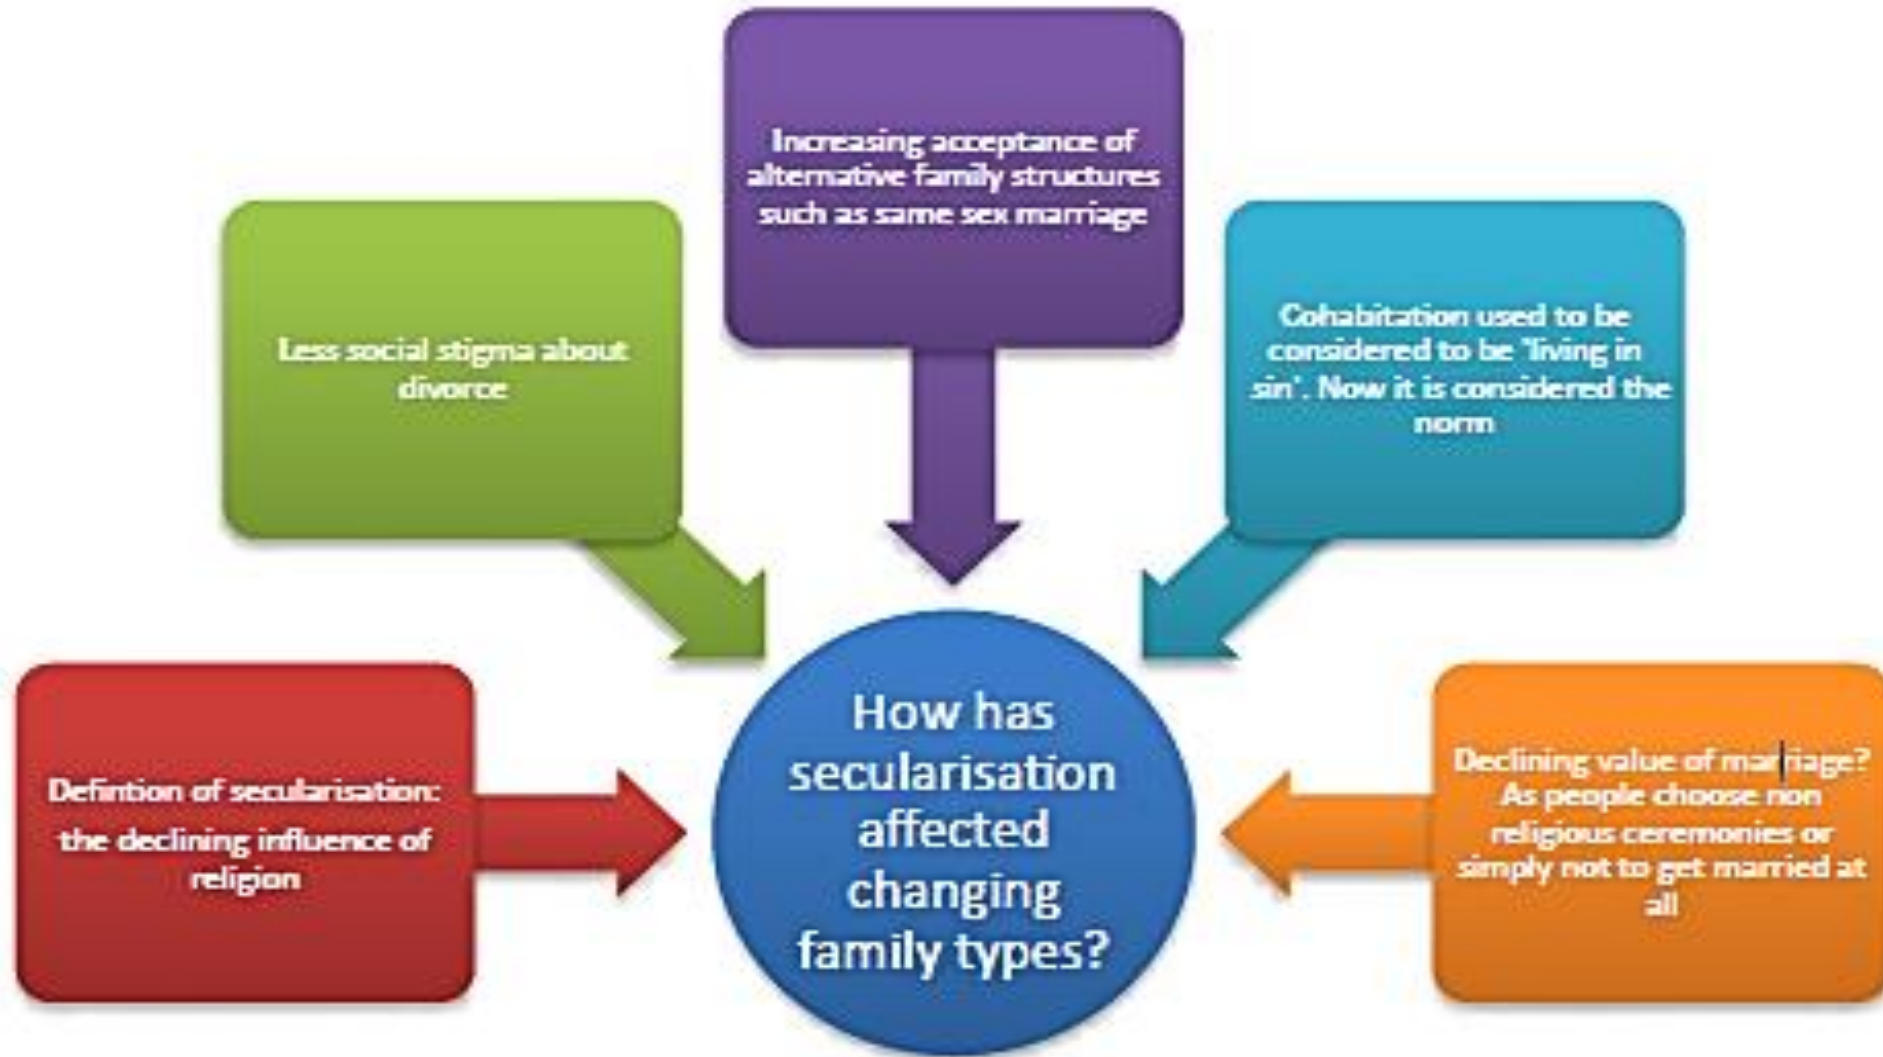 Increasing acceptance of
alternative family structures
such as same sex marriage
Less social stigma about
divorce
Cohabitation used to be
considered to be 'living in
sin'. Now it is considered the
norm
Defintion of secularisation:
the declining influence of
religion
How has
secularisation
affected
changing
family types?
Declining value of marriage?
As people choose non
religious ceremonies or
simply not to get married at
all